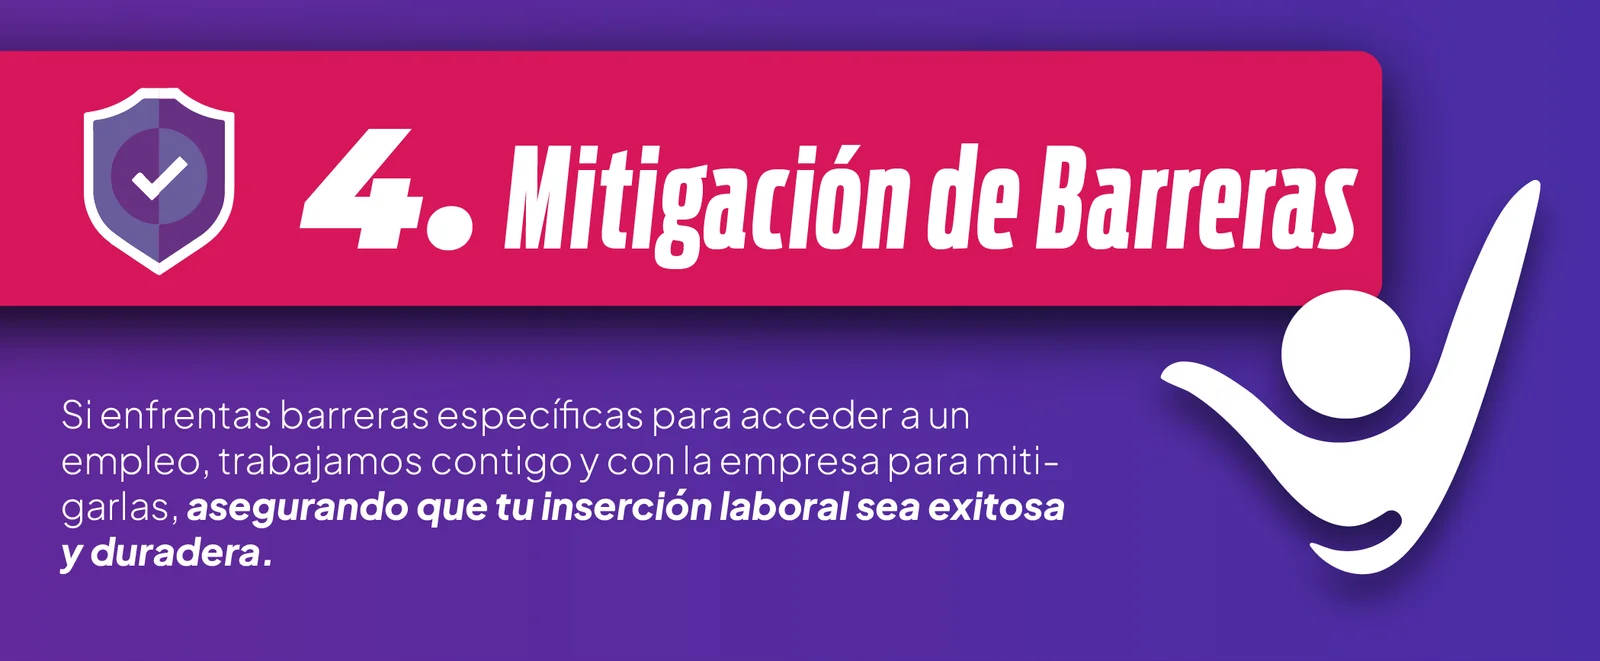 4. Mitigación de Barreras
Si enfrentas barreras específicas para acceder a un
empleo, trabajamos contigo y con la empresa para miti-
garlas, asegurando que tu inserción laboral sea exitosa
y duradera.